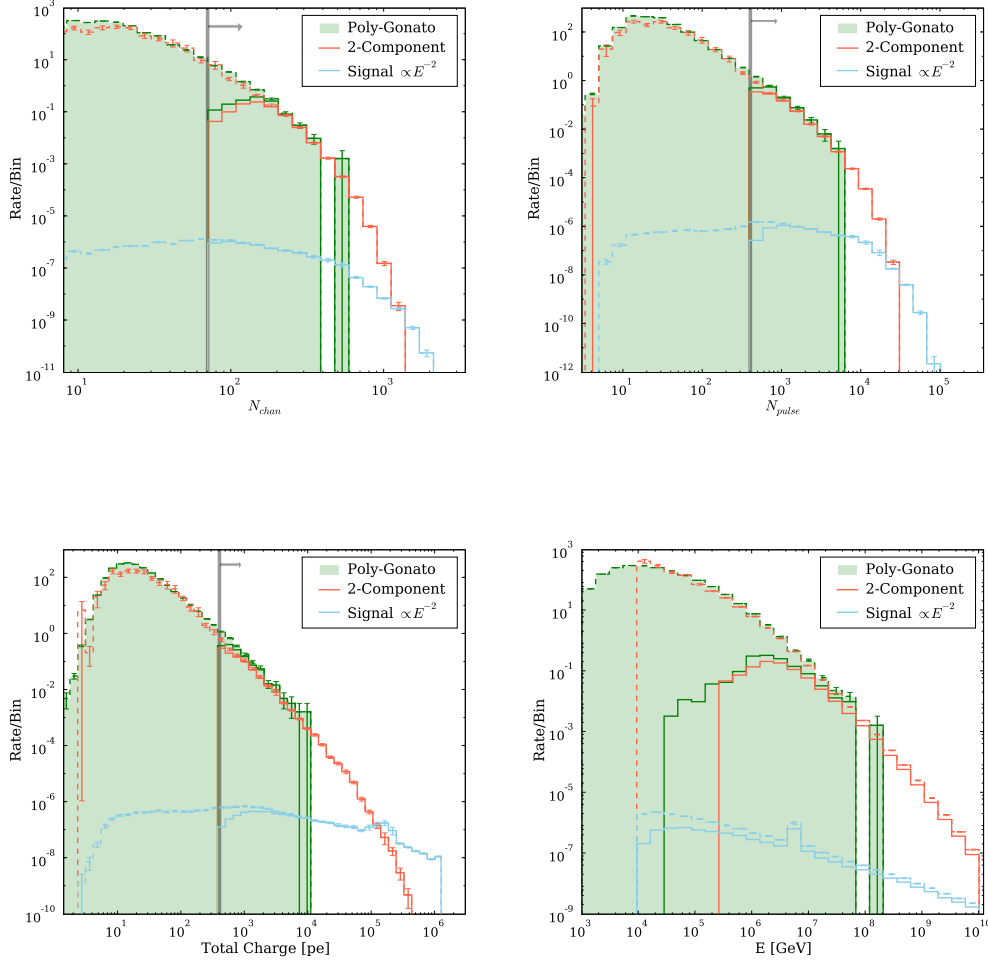 10^3
10^1
10^-1
10^-3
10^-5
10^-7
10^-9
10^-11
Rate/Bin
10^1
10^2
10^3
N_chan
Poly-Gonato
2-Component
Signal ∝E^-2
10^2
10^0
10^-2
10^-4
10^-6
10^-8
10^-10
10^-12
Rate/Bin
10^1
10^2
10^3
10^4
10^5
N_pulse
Poly-Gonato
2-Component
Signal ∝E^-2
10^2
10^0
10^-2
10^-4
10^-6
10^-8
10^-10
Rate/Bin
10^1
10^2
10^3
10^4
10^5
10^6
Total Charge [pe]
Poly-Gonato
2-Component
Signal ∝E^-2
10^3
10^1
10^-1
10^-3
10^-5
10^-7
10^-9
Rate/Bin
10^3
10^4
10^5
10^6
10^7
10^8
10^9
10^10
E [GeV]
Poly-Gonato
2-Component
Signal ∝E^-2